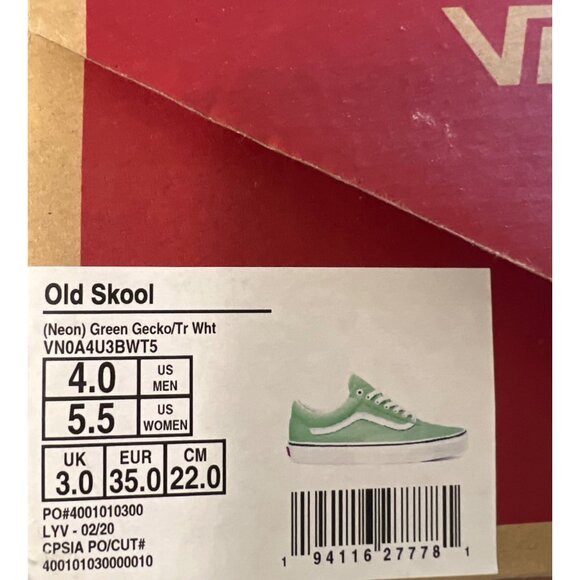 Old Skool
(Neon) Green Gecko/Tr Wht
VN0A4U3BWT5
4.0 US MEN
5.5 US WOMEN
UK EUR CM
3.0 35.0 22.0
PO#4001010300
LYV - 02/20
CPSIA PO/CUT#
400101030000010
1 94116 27778 1